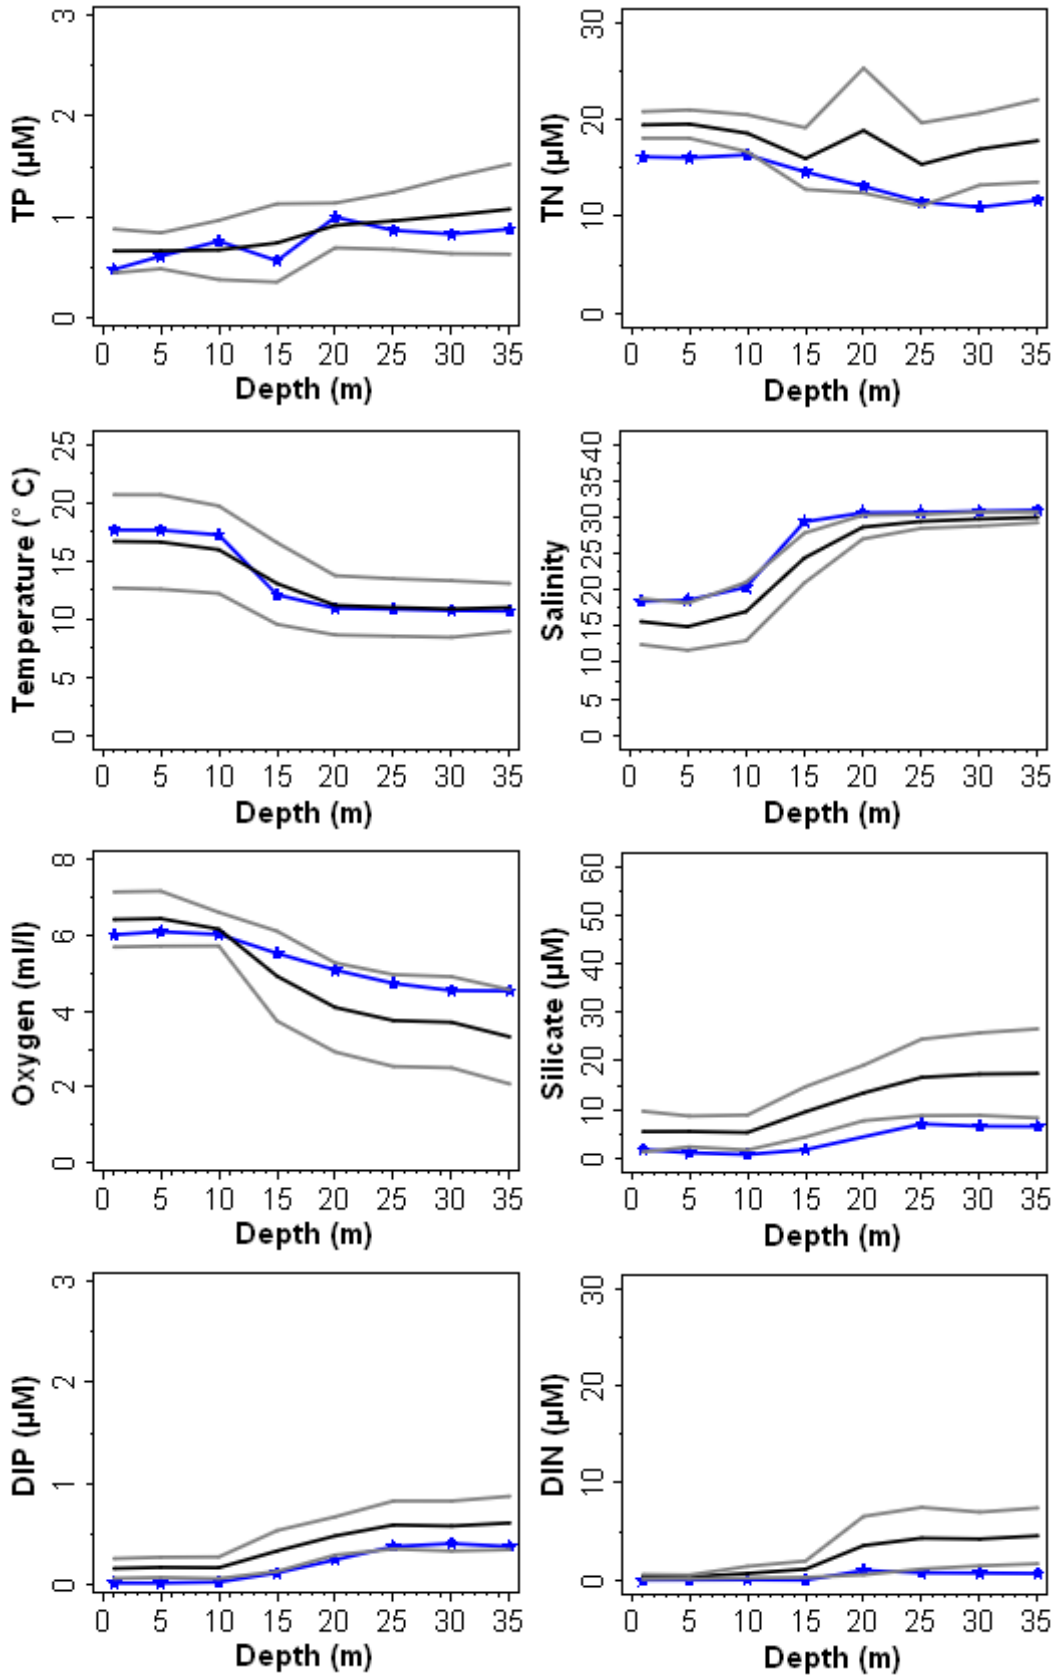 TP (µM)
3
2
1
0
0 5 10 15 20 25 30 35
Depth (m)
TN (µM)
30
20
10
0
0 5 10 15 20 25 30 35
Depth (m)
Temperature (° C)
25
20
15
10
5
0
0 5 10 15 20 25 30 35
Depth (m)
Salinity
40
35
30
25
20
15
10
5
0
0 5 10 15 20 25 30 35
Depth (m)
Oxygen (ml/l)
8
6
4
2
0
0 5 10 15 20 25 30 35
Depth (m)
Silicate (µM)
60
50
40
30
20
10
0
0 5 10 15 20 25 30 35
Depth (m)
DIP (µM)
3
2
1
0
0 5 10 15 20 25 30 35
Depth (m)
DIN (µM)
30
20
10
0
0 5 10 15 20 25 30 35
Depth (m)